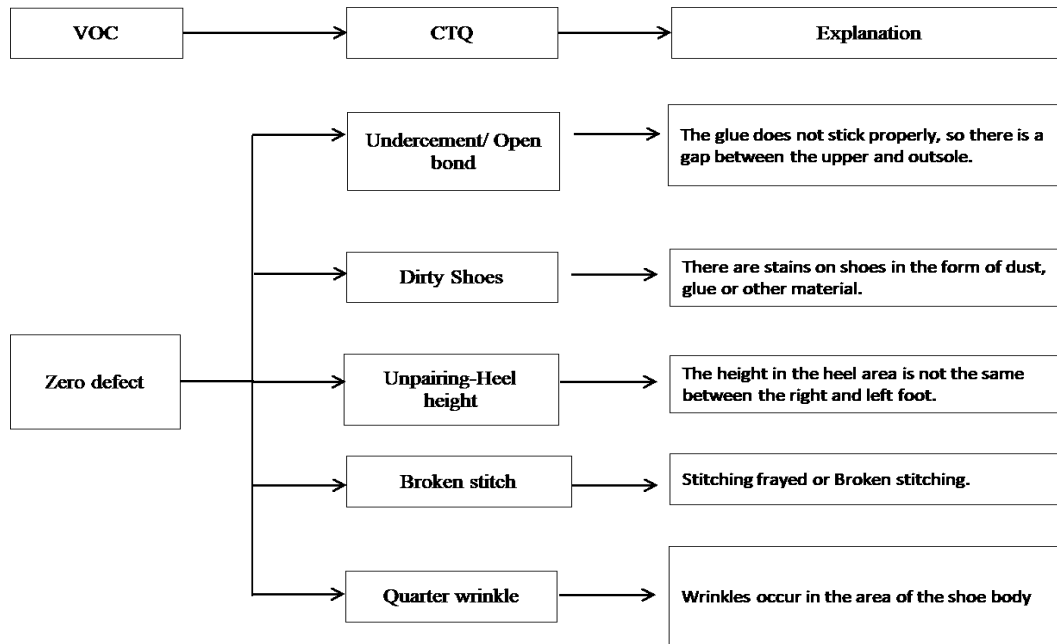 VOC
CTQ
Explanation
Undercement/ Open
bond
The glue does not stick properly, so there is a
gap between the upper and outsole.
Dirty Shoes
There are stains on shoes in the form of dust,
glue or other material.
Zero defect
Unpairing-Heel
height
The height in the heel area is not the same
between the right and left foot.
Broken stitch
Stitching frayed or Broken stitching.
Quarter wrinkle
Wrinkles occur in the area of the shoe body